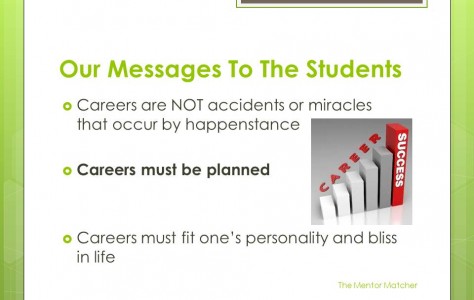 Our Messages To The Students
Careers are NOT accidents or miracles
that occur by happenstance
CAREER
SUCCESS
Careers must be planned
Careers must fit one's personality and bliss
in life
The Mentor Matcher